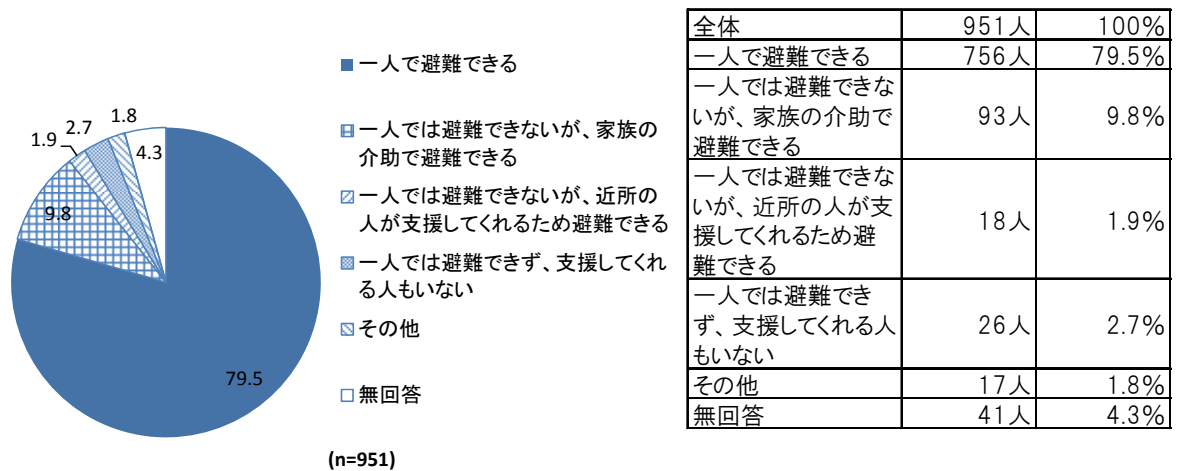 1.8
2.7
1.9
4.3
9.8
79.5
一人で避難できる
一人では避難できないが、家族の
介助で避難できる
一人では避難できないが、近所の
人が支援してくれるため避難できる
一人では避難できず、支援してくれ
る人もいない
その他
無回答
(n=951)
全体 951人 100%
一人で避難できる 756人 79.5%
一人では避難できな
いが、家族の介助で 93人 9.8%
避難できる
一人では避難できな
いが、近所の人が支
援してくれるため避 18人 1.9%
難できる
一人では避難でき
ず、支援してくれる人 26人 2.7%
もいない
その他 17人 1.8%
無回答 41人 4.3%